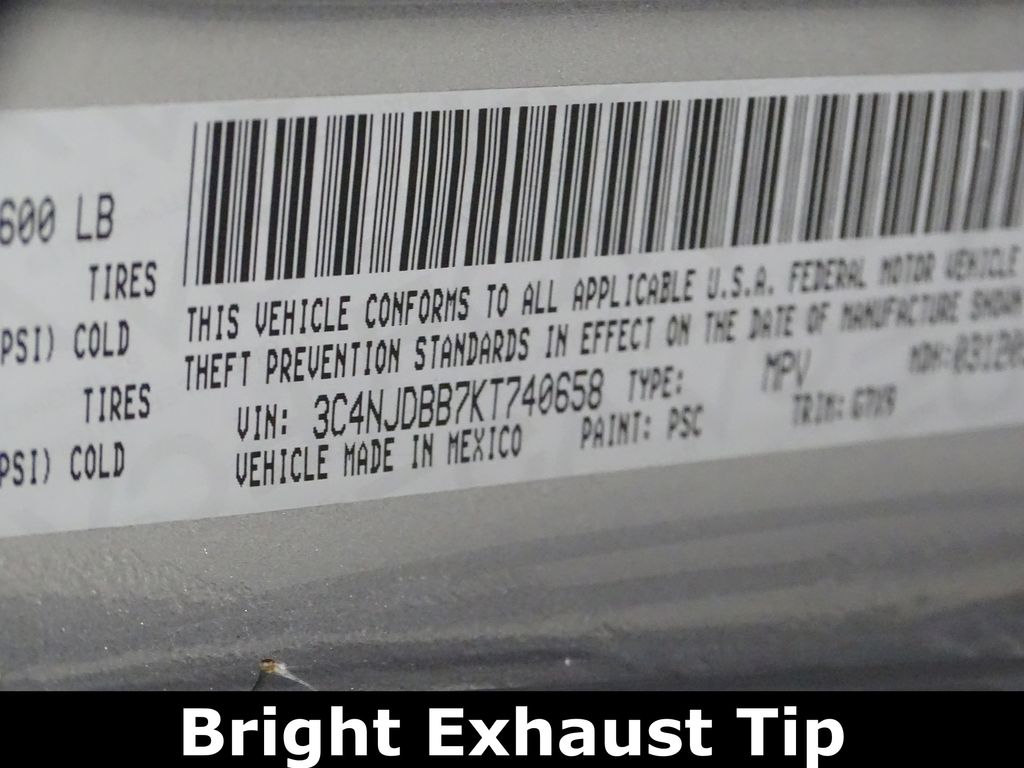 600 LB
TIRES
PSI) COLD
TIRES
PSI) COLD
THIS VEHICLE CONFORMS TO ALL APPLICABLE U.S.A. FEDERAL MOTOR VEHICLE
THEFT PREVENTION STANDARDS IN EFFECT ON THE DATE OF MANUFACTURE SHOWN
VIN: 3C4NJDBB7KT740658 TYPE: MPV
VEHICLE MADE IN MEXICO PAINT: PSC TRIM:
Bright Exhaust Tip